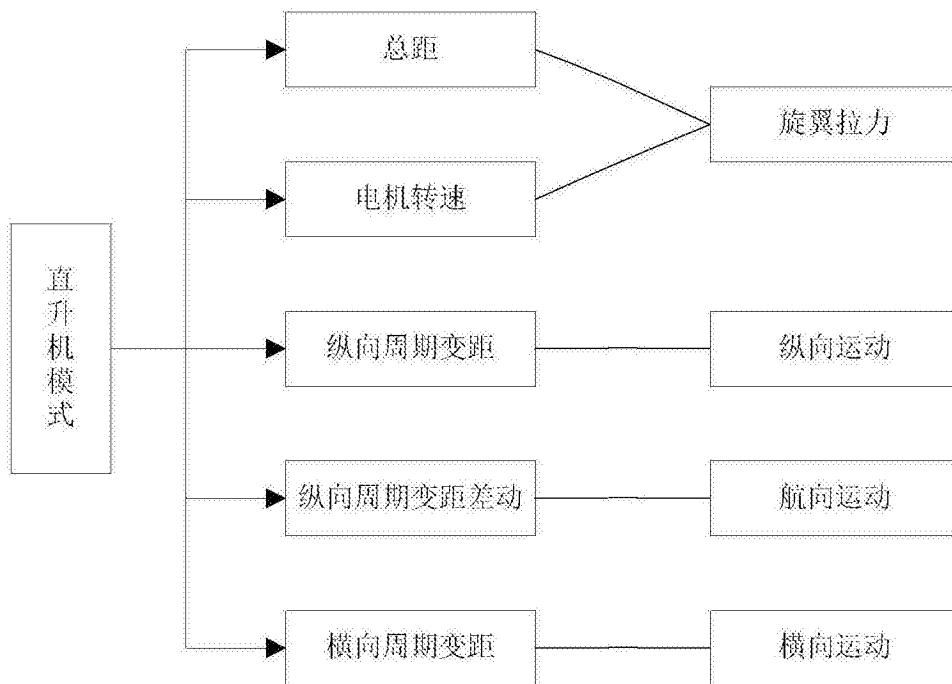 总距
旋翼拉力
电机转速
直升机模式
纵向周期变距
纵向运动
纵向周期变距差动
航向运动
横向周期变距
横向运动